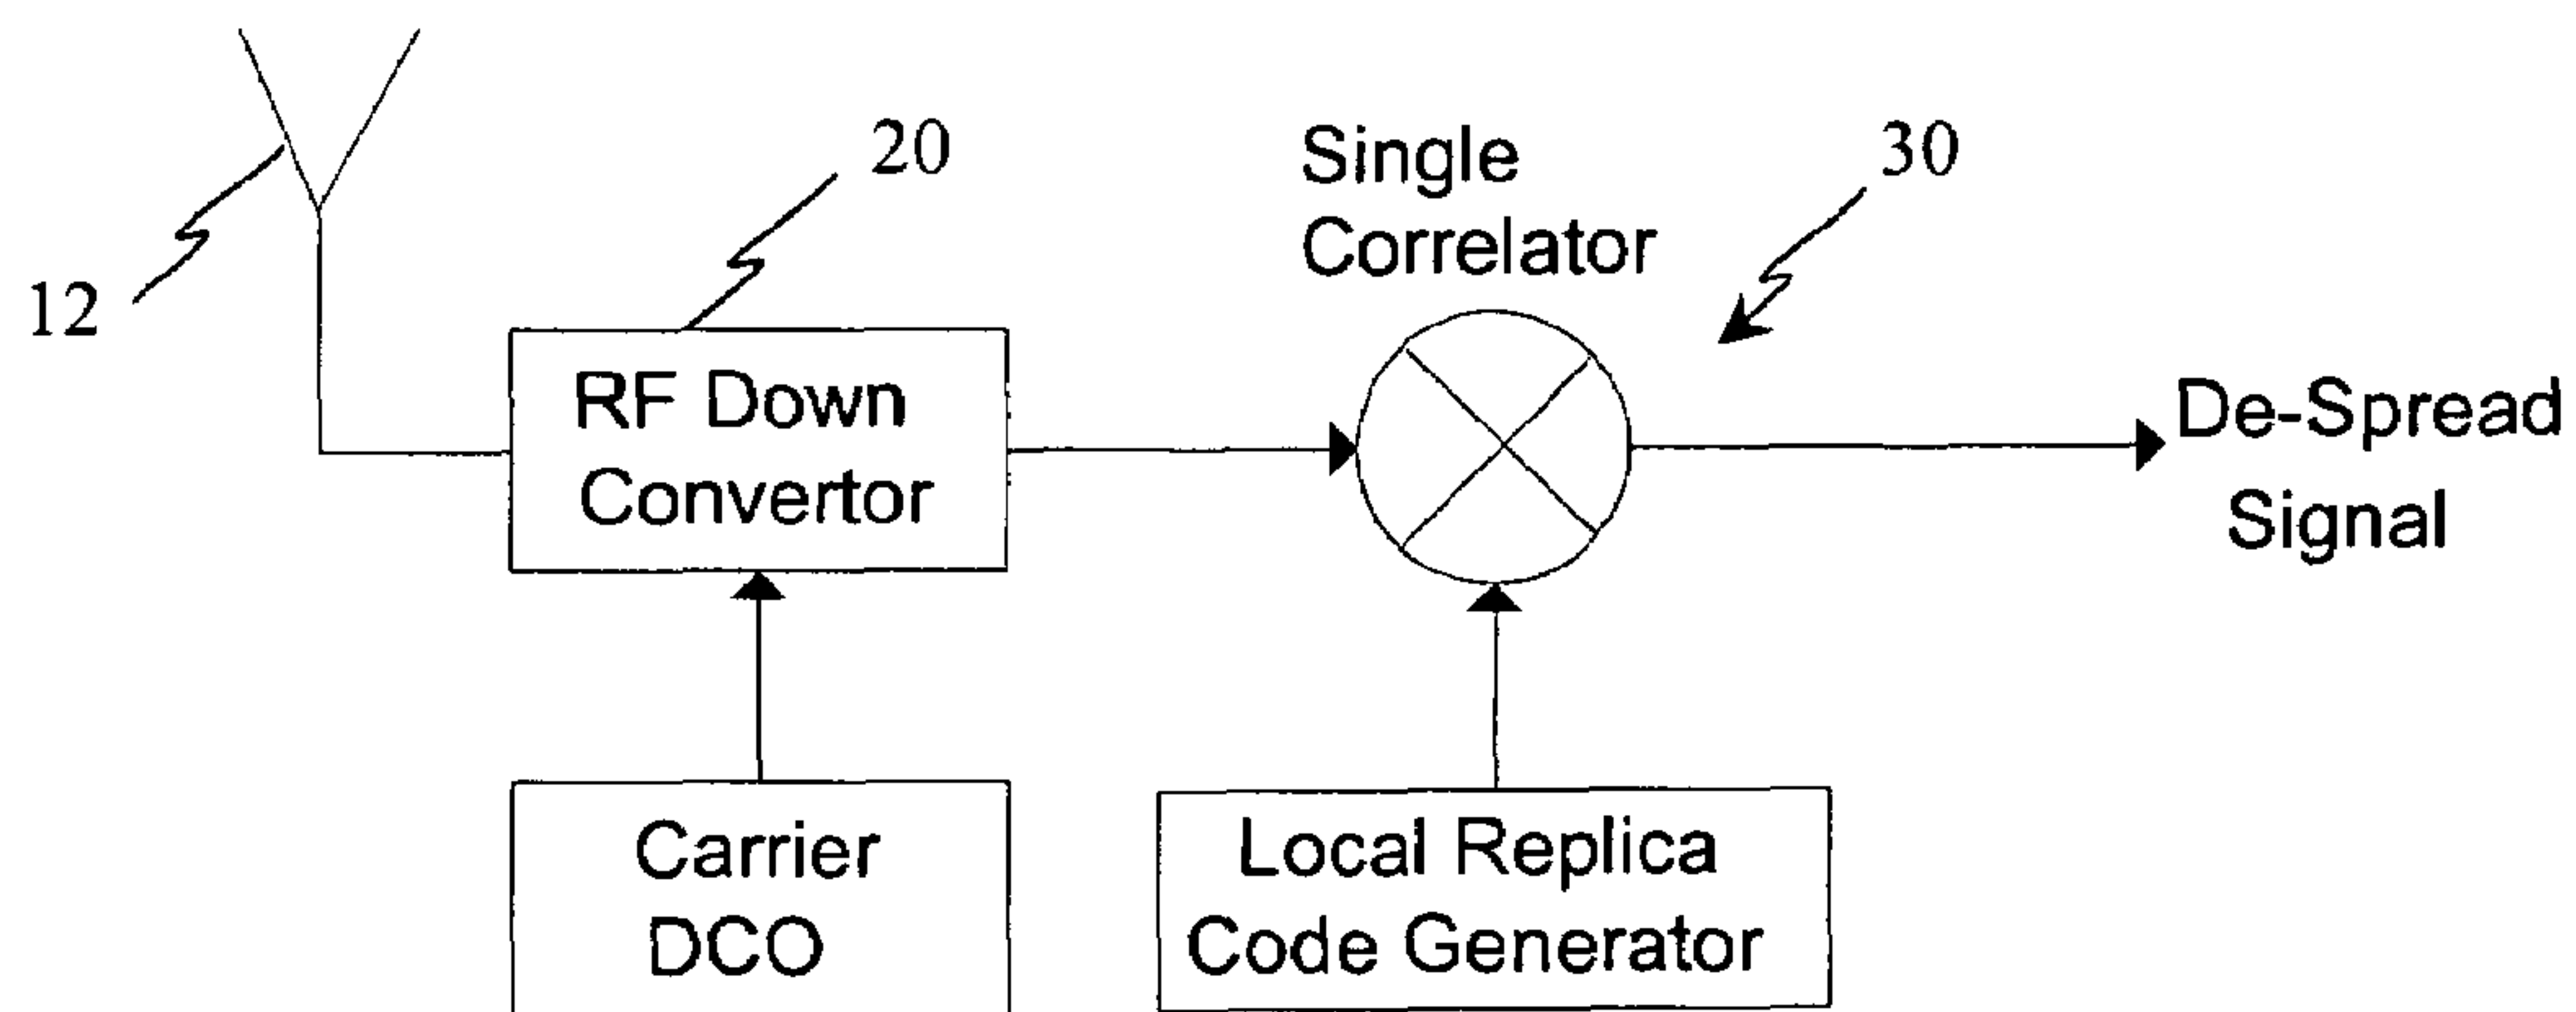 12
20
RF Down
Convertor
Carrier
DCO
Single
Correlator
30
Local Replica
Code Generator
De-Spread
Signal